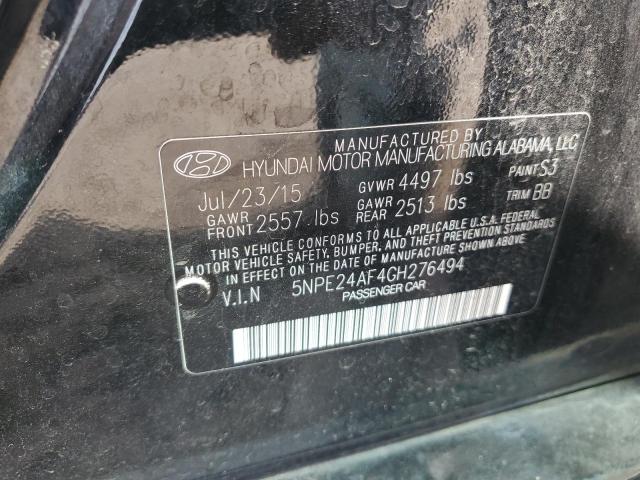 MANUFACTURED BY
HYUNDAI MOTOR MANUFACTURING ALABAMA, LLC
Jul/23/15 GVWR 4497 lbs PAINT S3
GAWR FRONT 2557 lbs GAWR REAR 2513 lbs TRIM BB
THIS VEHICLE CONFORMS TO ALL APPLICABLE U.S.A. FEDERAL
MOTOR VEHICLE SAFETY, BUMPER, AND THEFT PREVENTION STANDARDS
IN EFFECT ON THE DATE OF MANUFACTURE SHOWN ABOVE.
V.I.N 5NPE24AF4GH276494
PASSENGER CAR